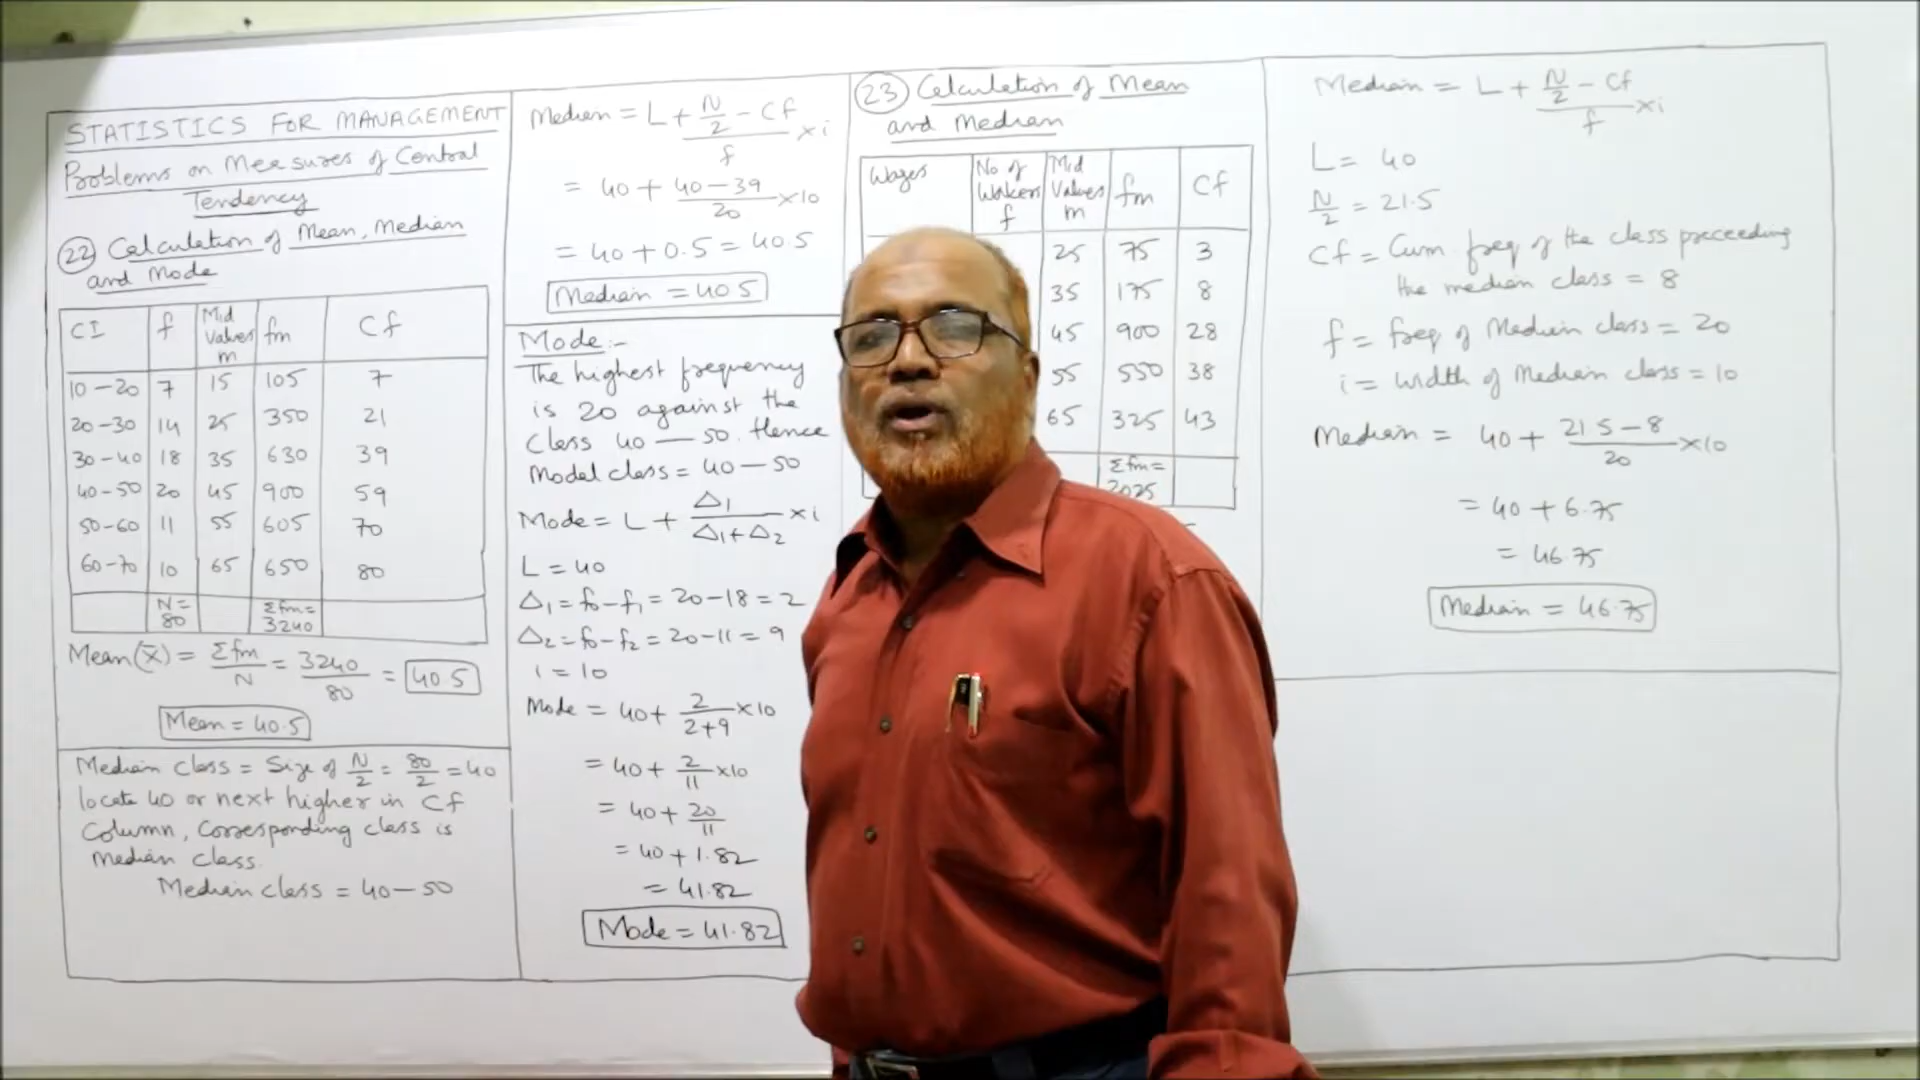 STATISTICS FOR MANAGEMENT
Problems on Measures of Central
Tendency
22 Calculation of Mean, Median
and Mode
CI f Mid Values m fm Cf
10-20 7 15 105 7
20-30 14 25 350 21
30-40 18 35 630 39
40-50 20 45 900 59
50-60 11 55 605 70
60-70 10 65 650 80
N = 80 Σfm = 3240
Mean (x̄) = Σfm/N = 3240/80 = 40.5
Mean = 40.5
Median class = Size of N/2 = 80/2 = 40
locate 40 or next higher in Cf
Column, Corresponding class is
Median class.
Median class = 40-50
Median = L + (N/2 - Cf)/f × i
= 40 + (40-39)/20 × 10
= 40 + 0.5 = 40.5
Median = 40.5
Mode :-
The highest frequency
is 20 against the
class 40 — 50. Hence
Model class = 40 — 50
Mode = L + Δ1/(Δ1+Δ2) × i
L = 40
Δ1 = f0-f1 = 20-18 = 2
Δ2 = f0-f2 = 20-11 = 9
i = 10
Mode = 40 + 2/(2+9) × 10
= 40 + 2/11 × 10
= 40 + 20/11
= 40 + 1.82
= 41.82
Mode = 41.82
23 Calculation of Mean
and Median
Wages No of Workers f Mid Values m fm Cf
25 75 3
35 175 8
45 900 28
55 550 38
65 325 43
Σfm = 2025
Median = L + (N/2 - Cf)/f × i
L = 40
N/2 = 21.5
Cf = Cum. freq of the class preceeding
the median class = 8
f = freq of Median class = 20
i = width of Median class = 10
Median = 40 + (21.5-8)/20 × 10
= 40 + 6.75
= 46.75
Median = 46.75